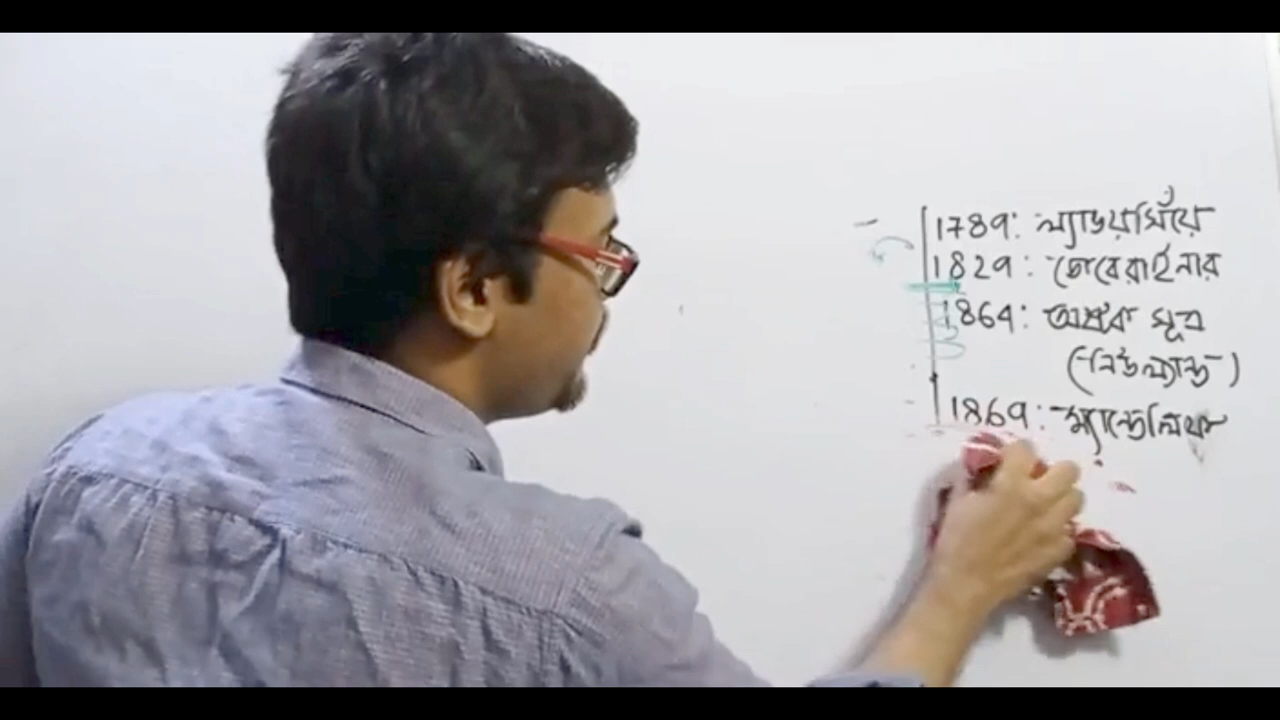 1789: ল্যাভয়সিঁয়ে
1829: ডোবেরাইনার
1864: অষ্টক সূত্র
(নিউল্যান্ড)
1869: ম্যান্ডেলিফ